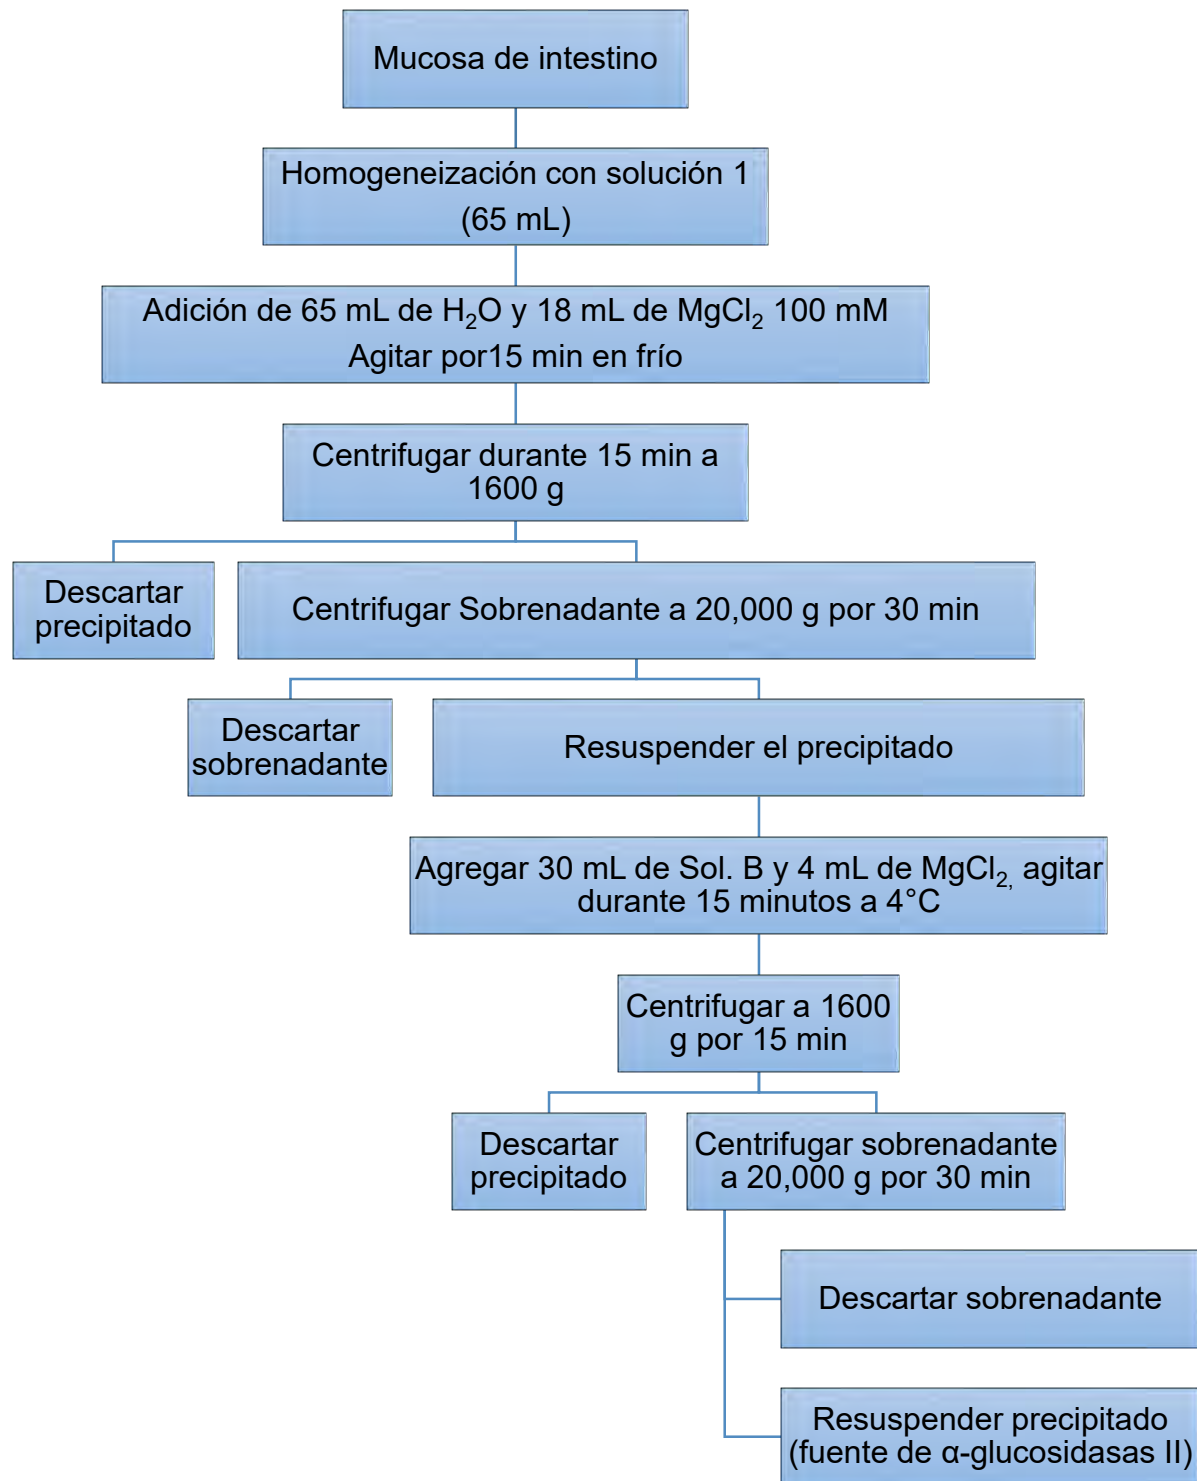 Mucosa de intestino
Homogeneización con solución 1
(65 mL)
Adición de 65 mL de H₂O y 18 mL de MgCl₂ 100 mM
Agitar por15 min en frío
Centrifugar durante 15 min a
1600 g
Descartar
precipitado
Centrifugar Sobrenadante a 20,000 g por 30 min
Descartar
sobrenadante
Resuspender el precipitado
Agregar 30 mL de Sol. B y 4 mL de MgCl₂, agitar
durante 15 minutos a 4°C
Centrifugar a 1600
g por 15 min
Descartar
precipitado
Centrifugar sobrenadante
a 20,000 g por 30 min
Descartar sobrenadante
Resuspender precipitado
(fuente de α-glucosidasas II)